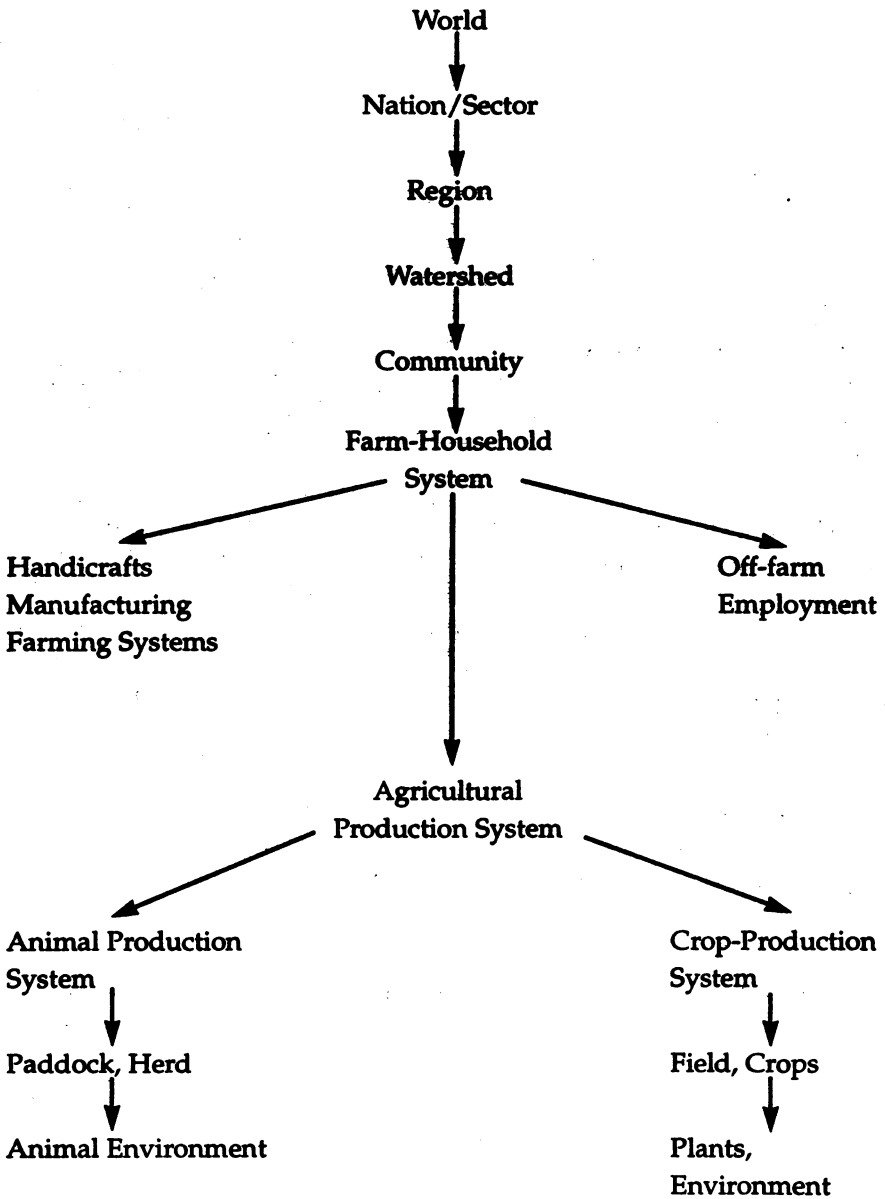 World
Nation/Sector
Region
Watershed
Community
Farm-Household
System
Handicrafts
Manufacturing
Farming Systems
Off-farm
Employment
Agricultural
Production System
Animal Production
System
Paddock, Herd
Animal Environment
Crop-Production
System
Field, Crops
Plants,
Environment